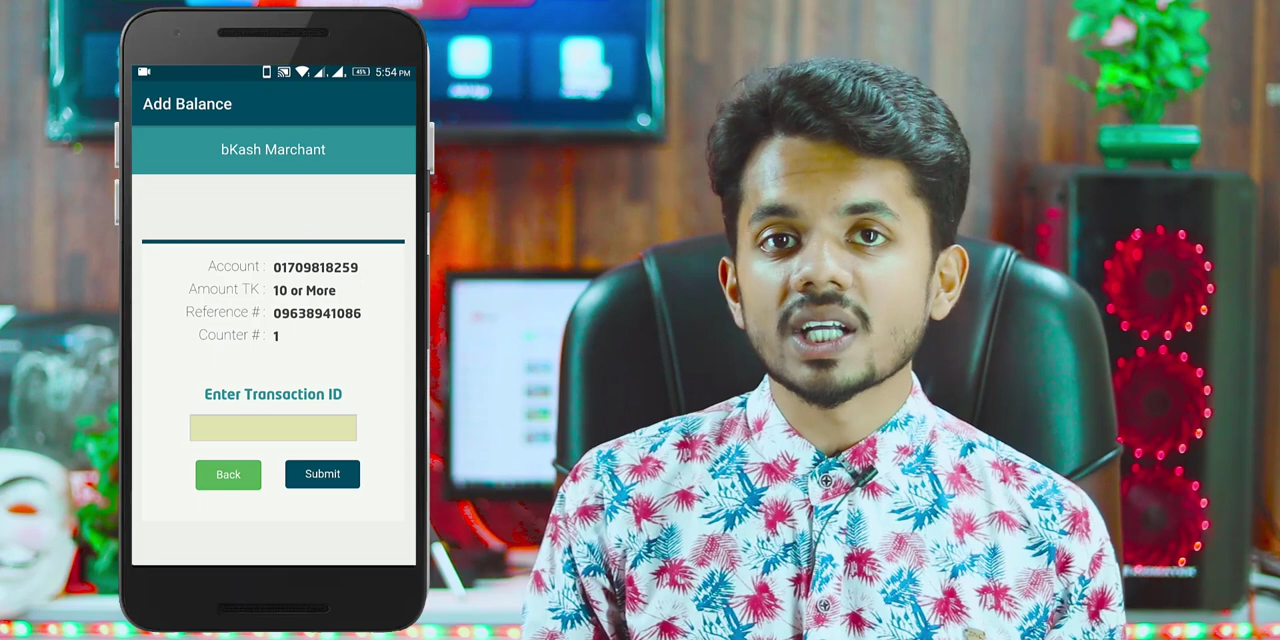 45%
5:54 PM
Add Balance
bKash Marchant
Account : 01709818259
Amount TK : 10 or More
Reference # : 09638941086
Counter # : 1
Enter Transaction ID
Back
Submit